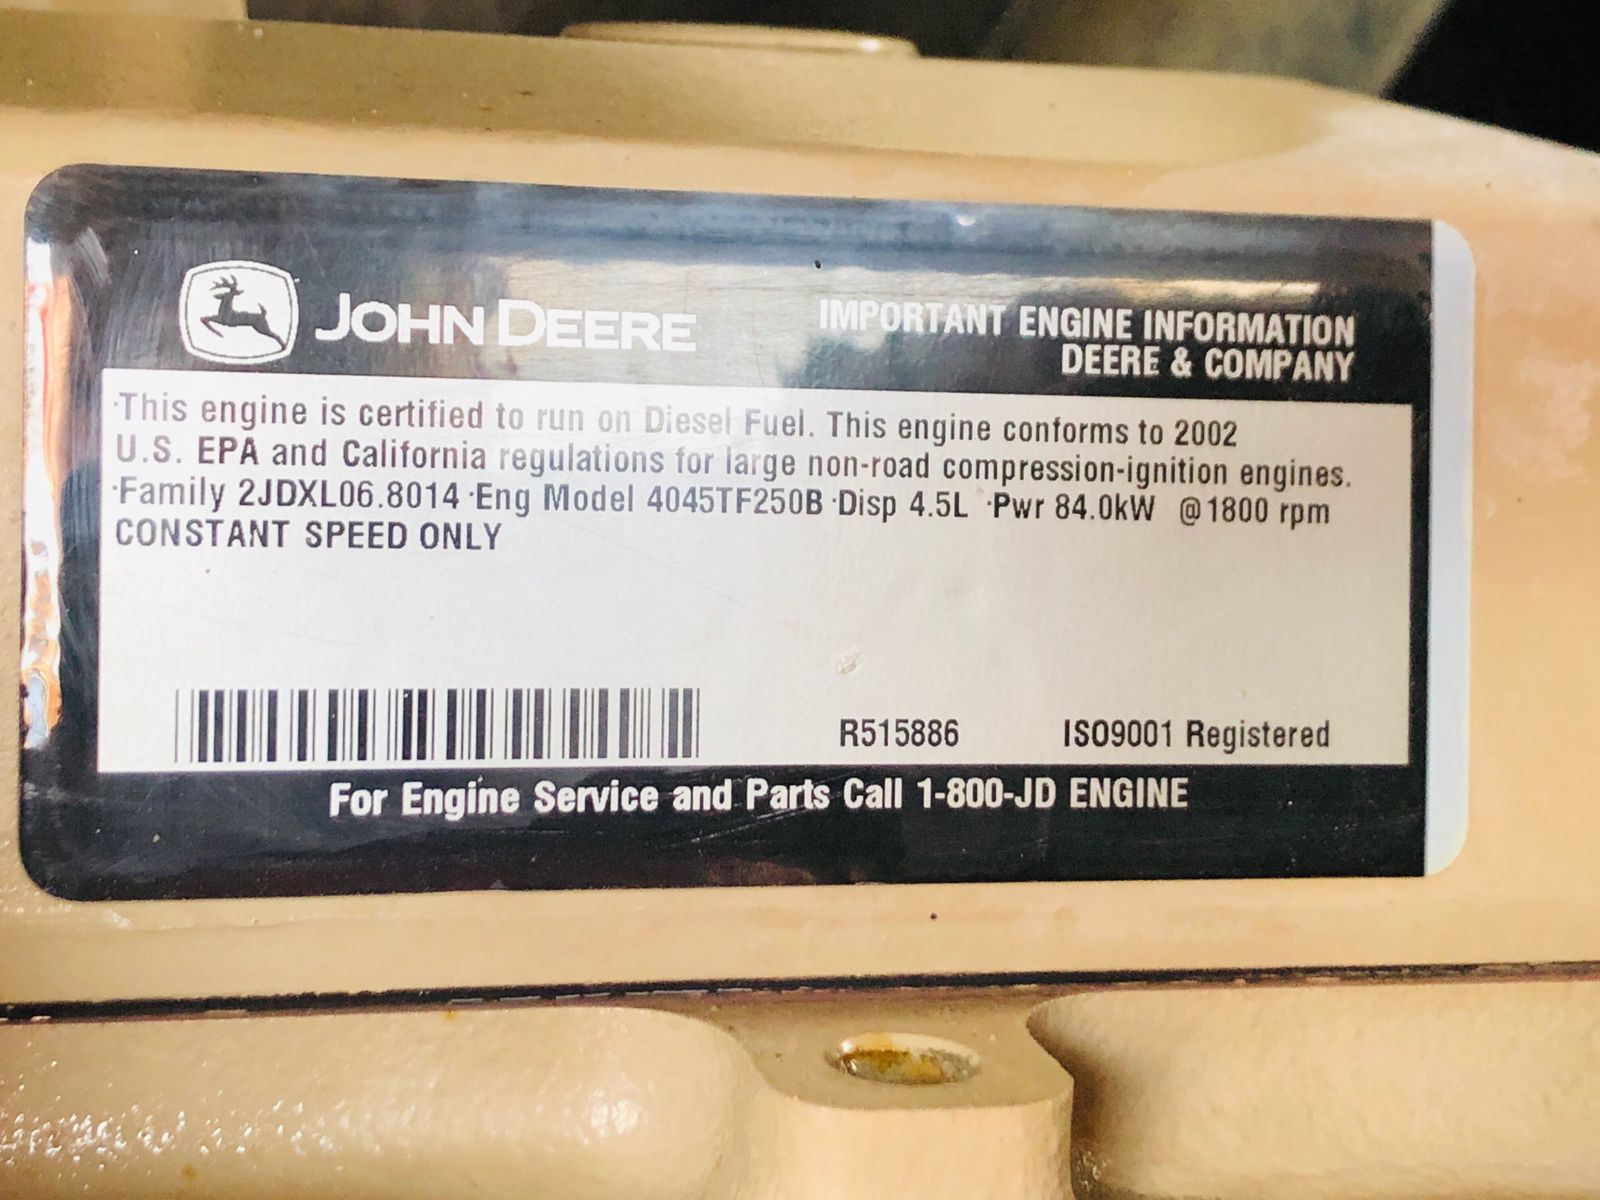 JOHN DEERE
IMPORTANT ENGINE INFORMATION
DEERE & COMPANY
·This engine is certified to run on Diesel Fuel. This engine conforms to 2002
U.S. EPA and California regulations for large non-road compression-ignition engines.
·Family 2JDXL06.8014 ·Eng Model 4045TF250B ·Disp 4.5L ·Pwr 84.0kW @1800 rpm
CONSTANT SPEED ONLY
R515886 ISO9001 Registered
For Engine Service and Parts Call 1-800-JD ENGINE